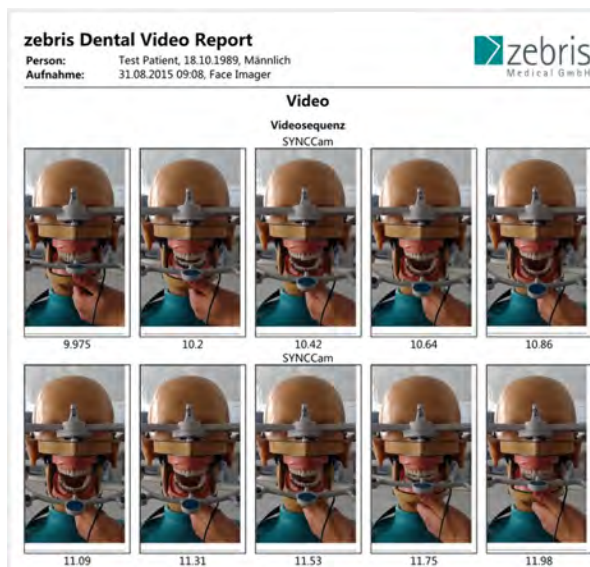 zebris Dental Video Report
zebris
Medical GmbH
Person: Test Patient, 18.10.1989, Männlich
Aufnahme: 31.08.2015 09:08, Face Imager
Video
Videosequenz
SYNCCam
9.975 10.2 10.42 10.64 10.86
SYNCCam
11.09 11.31 11.53 11.75 11.98